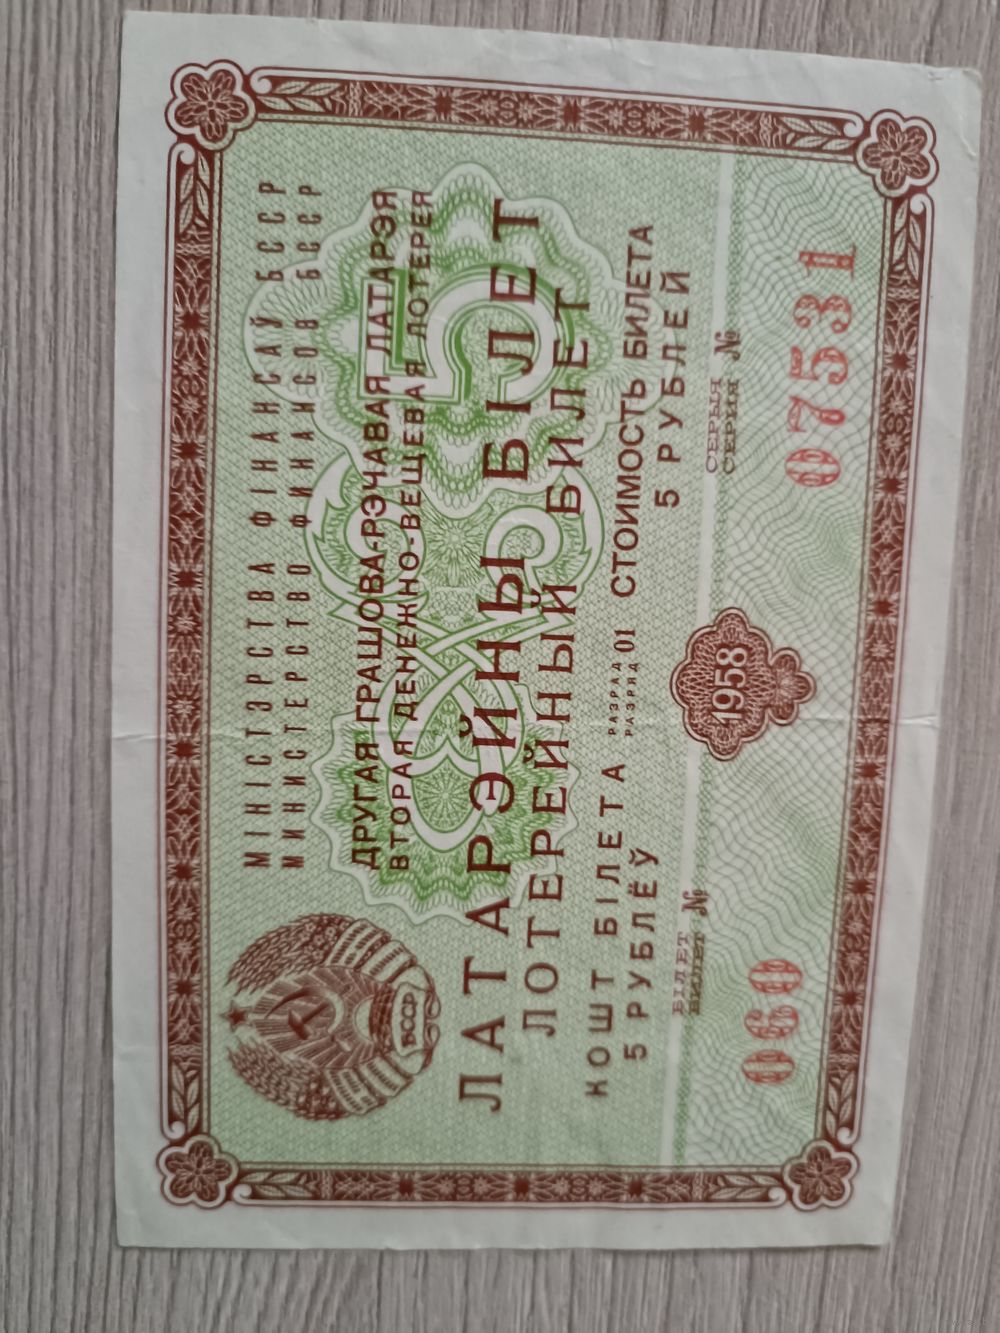 МІНІСТЭРСТВА ФІНАНСАЎ БССР
МИНИСТЕРСТВО ФИНАНСОВ БССР
ДРУГАЯ ГРАШОВА-РЭЧАВАЯ ЛАТАРЭЯ
ВТОРАЯ ДЕНЕЖНО-ВЕЩЕВАЯ ЛОТЕРЕЯ
5
БССР
ЛАТАРЭЙНЫ БІЛЕТ
ЛОТЕРЕЙНЫЙ БИЛЕТ
КОШТ БІЛЕТА
5 РУБЛЁЎ
РАЗРАД
РАЗРЯД
01
СТОИМОСТЬ БИЛЕТА
5 РУБЛЕЙ
БІЛЕТ
БИЛЕТ №
060
1958
СЕРЫЯ
СЕРИЯ №
07531